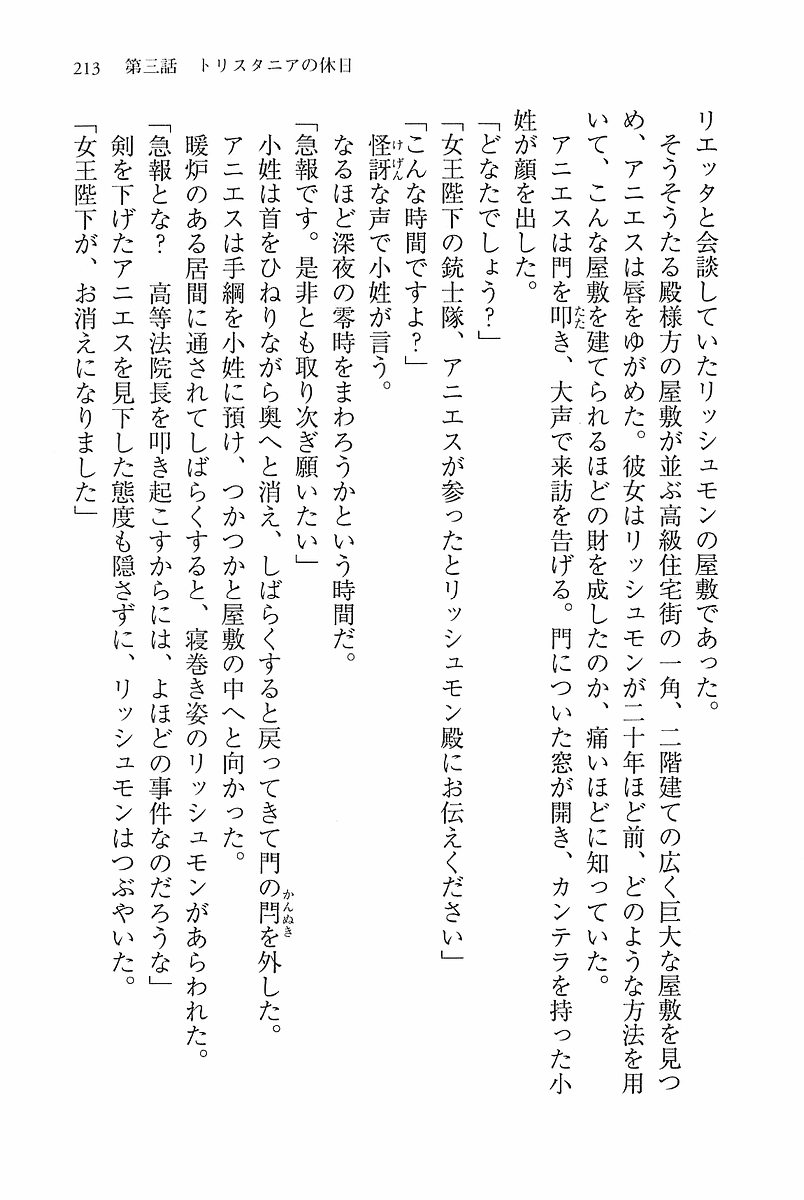 213 第三話 トリスタニアの休日
リエッタと会談していたリッシュモンの屋敷であった。
そうそうたる殿様方の屋敷が並ぶ高級住宅街の一角、二階建ての広く巨大な屋敷を見つ
め、アニエスは唇をゆがめた。彼女はリッシュモンが二十年ほど前、どのような方法を用
いて、こんな屋敷を建てられるほどの財を成したのか、痛いほどに知っていた。
アニエスは門を叩き、大声で来訪を告げる。門についた窓が開き、カンテラを持った小
姓が顔を出した。
「どなたでしょう?」
「女王陛下の銃士隊、アニエスが参ったとリッシュモン殿にお伝えください」
「こんな時間ですよ?」
怪訝な声で小姓が言う。
なるほど深夜の零時をまわろうかという時間だ。
「急報です。是非とも取り次ぎ願いたい」
小姓は首をひねりながら奥へと消え、しばらくすると戻ってきて門の閂を外した。
アニエスは手綱を小姓に預け、つかつかと屋敷の中へと向かった。
暖炉のある居間に通されてしばらくすると、寝巻き姿のリッシュモンがあらわれた。
「急報とな? 高等法院長を叩き起こすからには、よほどの事件なのだろうな」
剣を下げたアニエスを見下した態度も隠さずに、リッシュモンはつぶやいた。
「女王陛下が、お消えになりました」